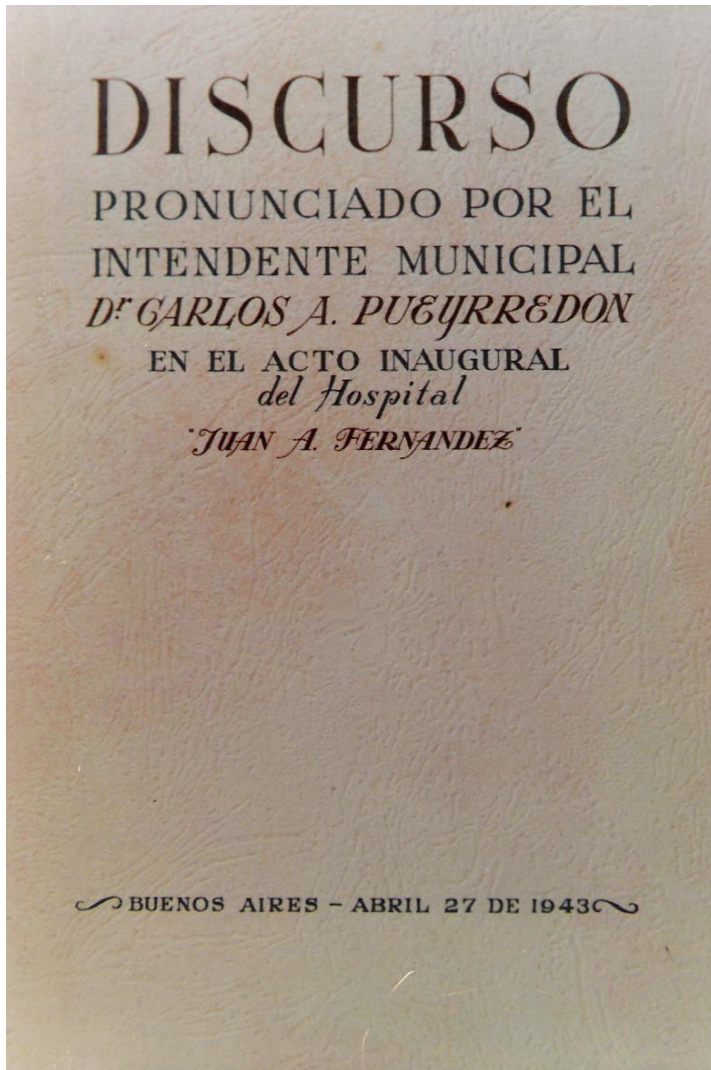 DISCURSO
PRONUNCIADO POR EL
INTENDENTE MUNICIPAL
Dr CARLOS A. PUEYRREDON
EN EL ACTO INAUGURAL
del Hospital
"JUAN A. FERNANDEZ"
BUENOS AIRES - ABRIL 27 DE 1943